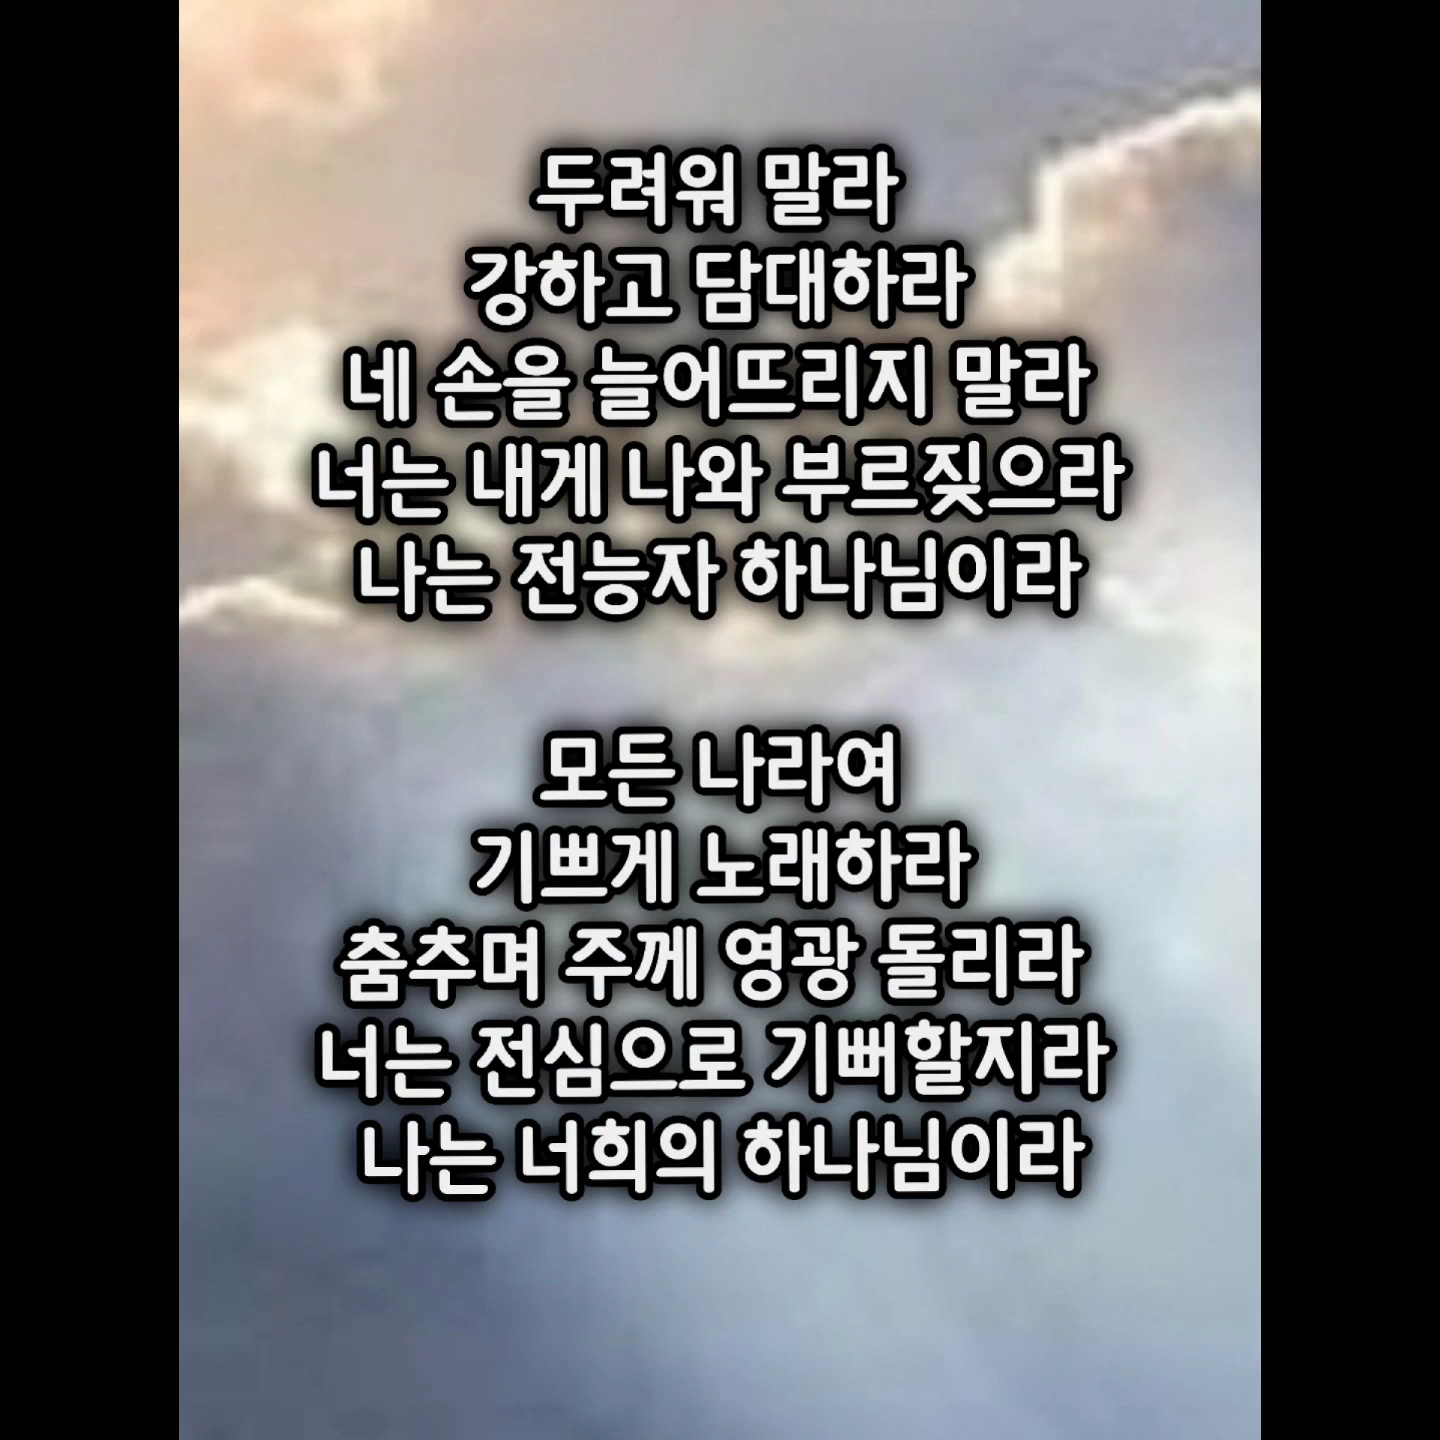 두려워 말라
강하고 담대하라
네 손을 늘어뜨리지 말라
너는 내게 나와 부르짖으라
나는 전능자 하나님이라
모든 나라여
기쁘게 노래하라
춤추며 주께 영광 돌리라
너는 전심으로 기뻐할지라
나는 너희의 하나님이라